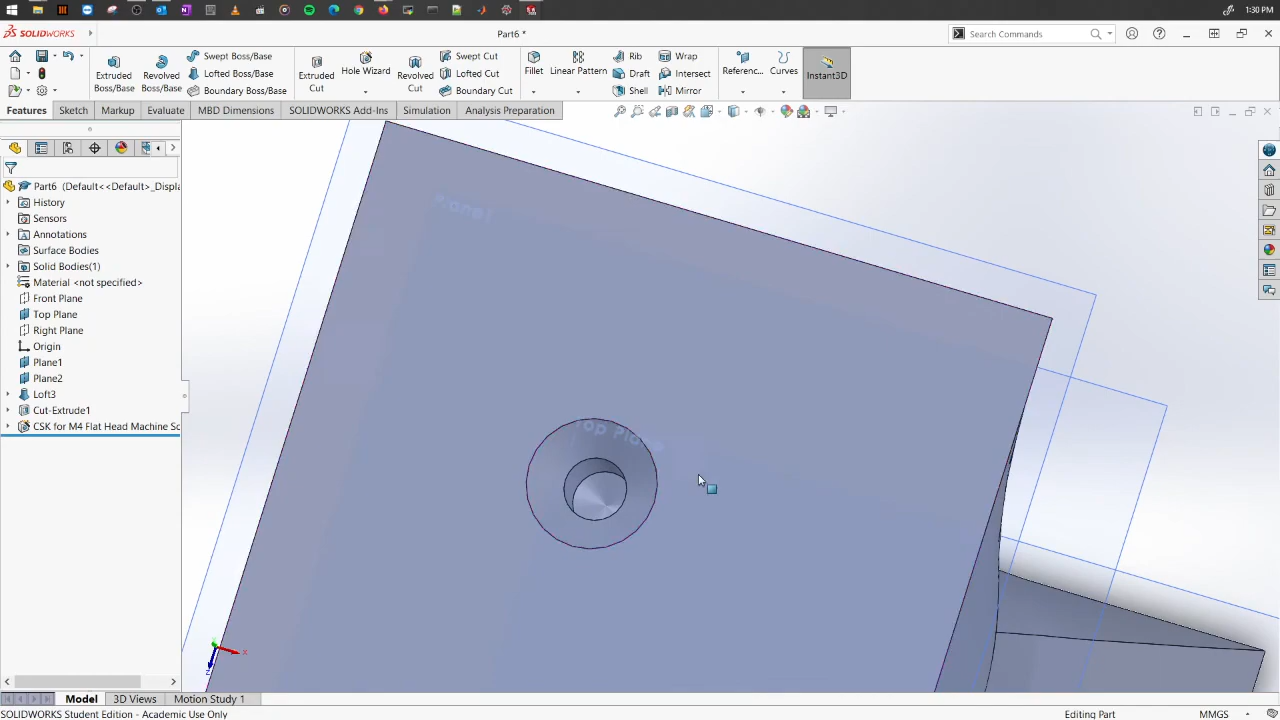 1:30 PM
SOLIDWORKS
Part6 *
Search Commands
Extruded Boss/Base
Revolved Boss/Base
Swept Boss/Base
Lofted Boss/Base
Boundary Boss/Base
Extruded Cut
Hole Wizard
Revolved Cut
Swept Cut
Lofted Cut
Boundary Cut
Fillet
Linear Pattern
Rib
Draft
Shell
Wrap
Intersect
Mirror
Referenc...
Curves
Instant3D
Features
Sketch
Markup
Evaluate
MBD Dimensions
SOLIDWORKS Add-Ins
Simulation
Analysis Preparation
Part6 (Default<<Default>_Displa
History
Sensors
Annotations
Surface Bodies
Solid Bodies(1)
Material <not specified>
Front Plane
Top Plane
Right Plane
Origin
Plane1
Plane2
Loft3
Cut-Extrude1
CSK for M4 Flat Head Machine Sc
Plane1
Top Plane
x
z
Model
3D Views
Motion Study 1
SOLIDWORKS Student Edition - Academic Use Only
Editing Part
MMGS